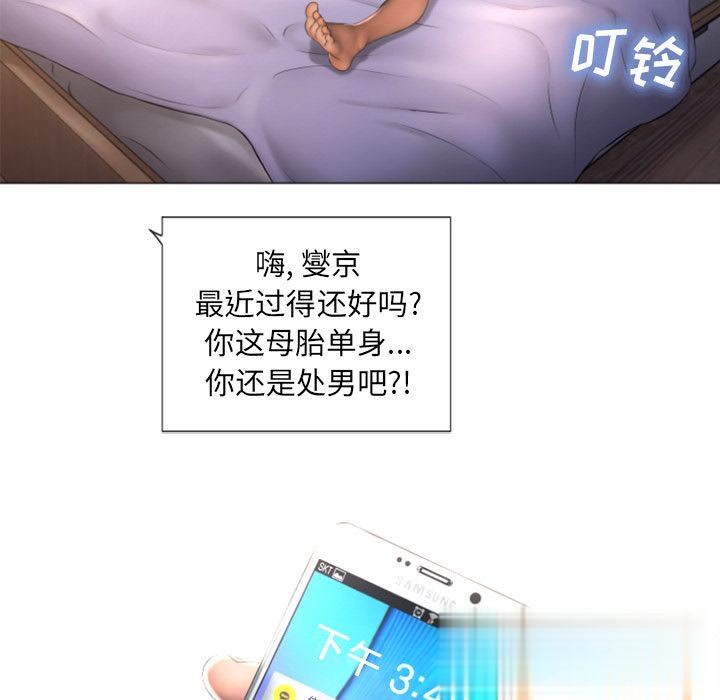 叮铃
嗨, 燮京
最近过得还好吗?
你这母胎单身...
你还是处男吧?!
SKT
SAMSUNG
下午 3:4